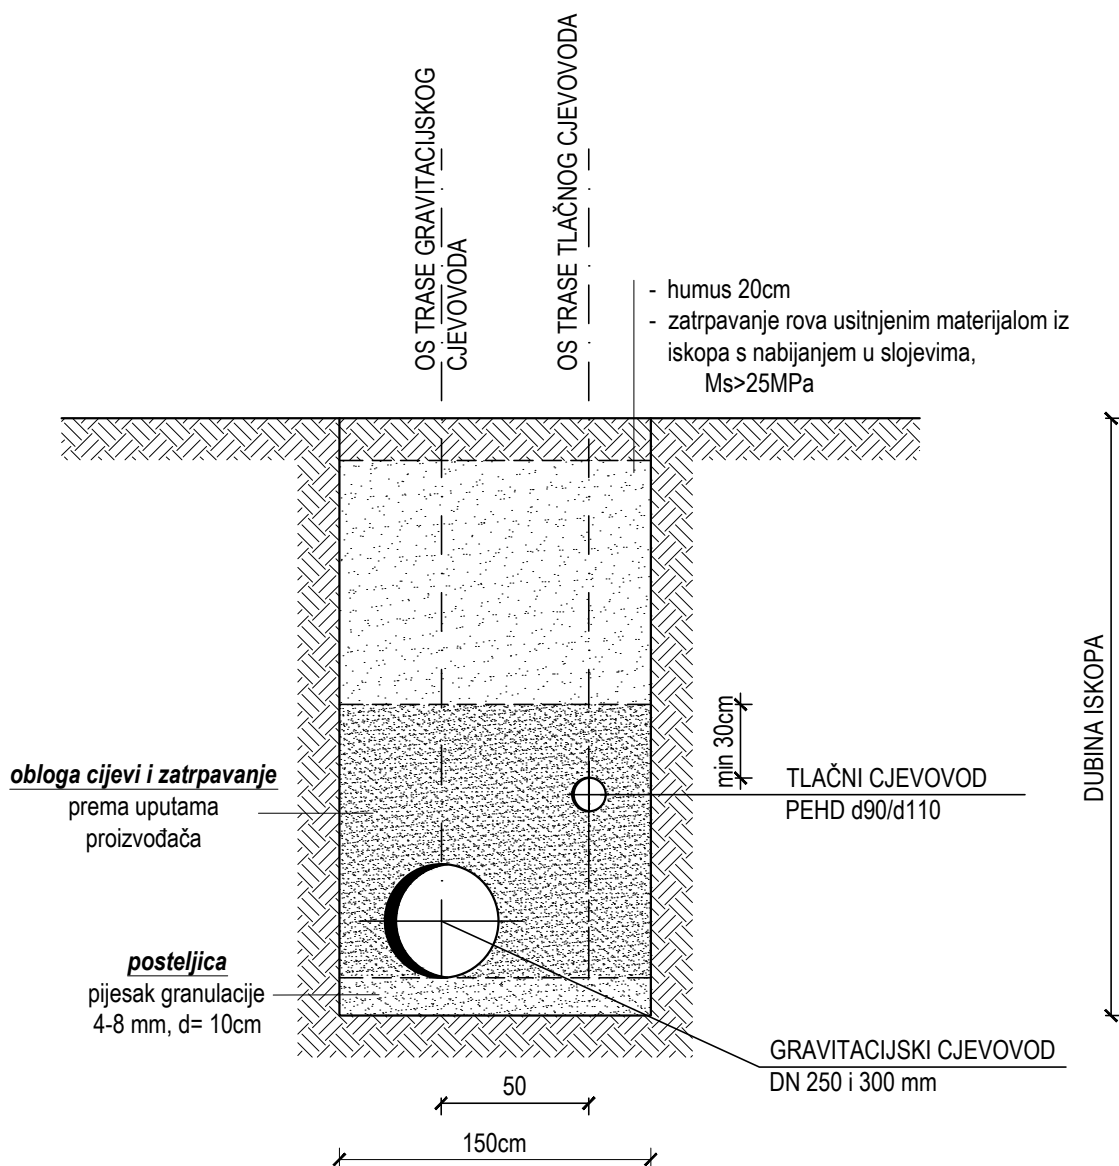 OS TRASE GRAVITACIJSKOG
CJEVOVODA
OS TRASE TLAČNOG CJEVOVODA
- humus 20cm
- zatrpavanje rova usitnjenim materijalom iz
iskopa s nabijanjem u slojevima,
Ms>25MPa
min 30cm
DUBINA ISKOPA
obloga cijevi i zatrpavanje
prema uputama
proizvođača
TLAČNI CJEVOVOD
PEHD d90/d110
posteljica
pijesak granulacije
4-8 mm, d= 10cm
GRAVITACIJSKI CJEVOVOD
DN 250 i 300 mm
50
150cm